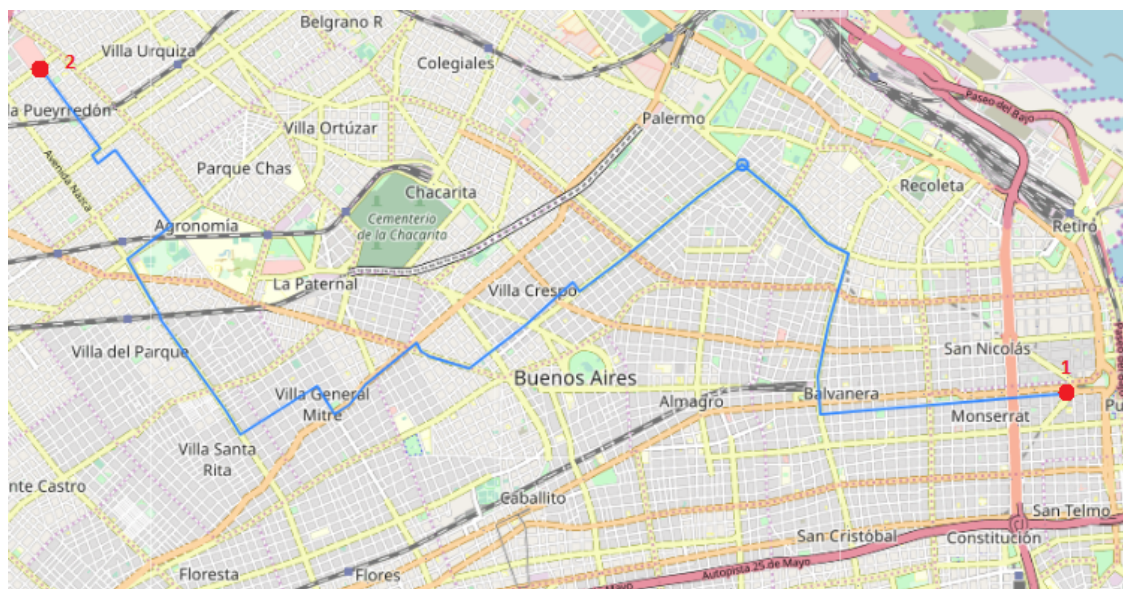 Belgrano R
Villa Urquiza
2
Colegiales
Paseo del Bajo
la Pueyrredón
Palermo
Villa Ortúzar
Avenida Nazca
Parque Chas
Chacarita
Recoleta
Cementerio
de la Chacarita
Agronomía
Retiro
La Paternal
Villa Crespo
Villa del Parque
San Nicolás
1
Buenos Aires
Villa General
Mitre
Almagro
Balvanera
Pu
Monserrat
Villa Santa
Rita
nte Castro
Caballito
San Telmo
San Cristóbal
Constitución
Floresta
Flores
Autopista 25 de Mayo
Mayo